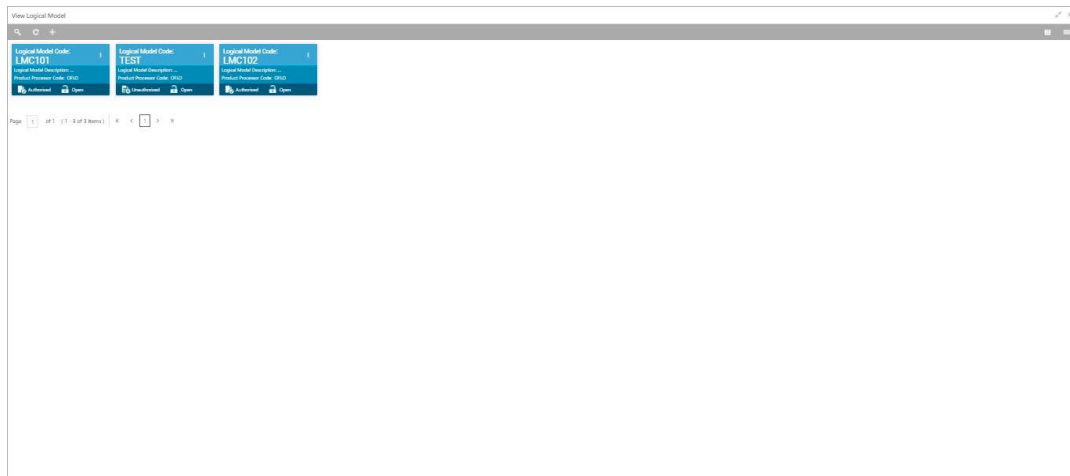 View Logical Model
Logical Model Code:
LMC101
Logical Model Description: ...
Product Processor Code: OFLO
Authorized Open
Logical Model Code:
TEST
Logical Model Description: ...
Product Processor Code: OFLO
Unauthorized Open
Logical Model Code:
LMC102
Logical Model Description: ...
Product Processor Code: OFLO
Authorized Open
Page 1 of 1 ( 1 - 3 of 3 items ) K < 1 > >|